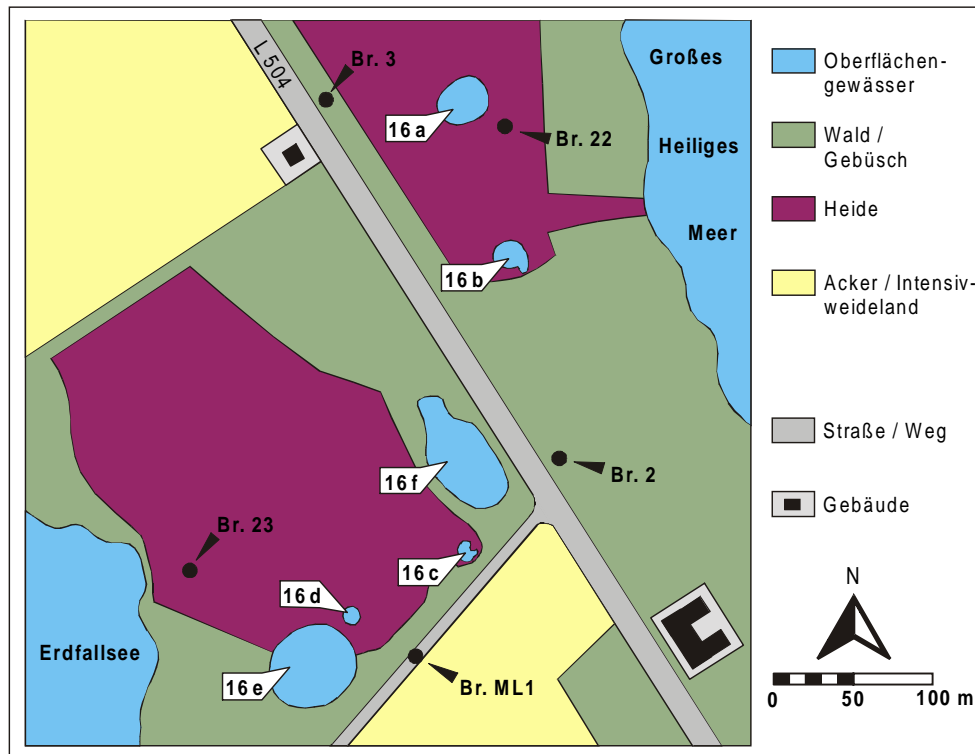 L 504
Br. 3
16 a
Br. 22
Großes
Heiliges
Meer
16 b
16 f
Br. 2
Br. 23
16 c
16 d
Erdfallsee
16 e
Br. ML1
Oberflächen-
gewässer
Wald /
Gebüsch
Heide
Acker / Intensiv-
weideland
Straße / Weg
Gebäude
N
0 50 100 m